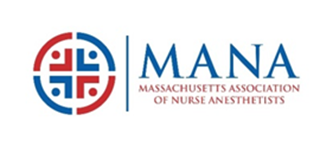 MANA
MASSACHUSETTS ASSOCIATION
OF NURSE ANESTHETISTS